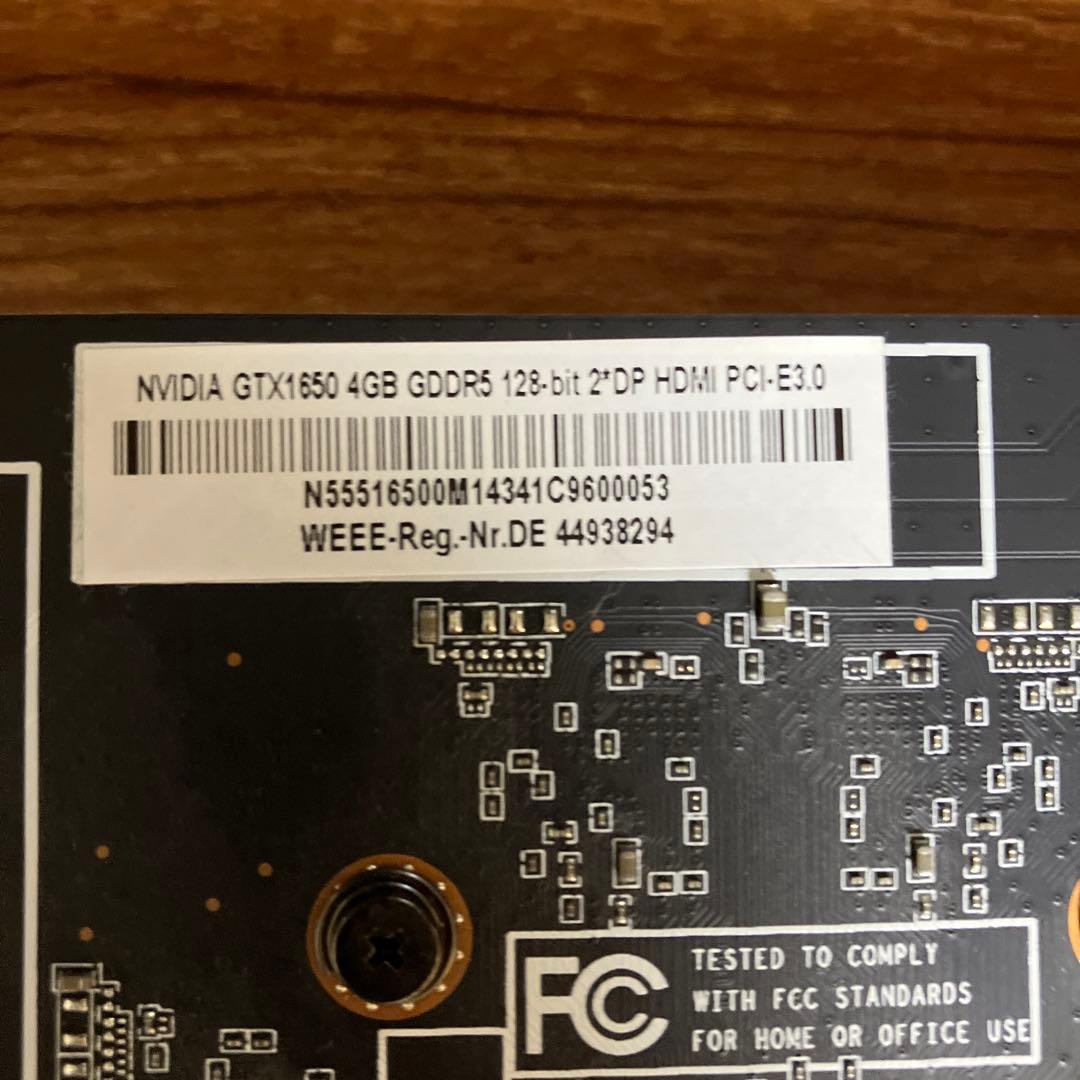 NVIDIA GTX1650 4GB GDDR5 128-bit 2*DP HDMI PCI-E3.0
N55516500M14341C9600053
WEEE-Reg.-Nr.DE 44938294
FC
TESTED TO COMPLY
WITH FCC STANDARDS
FOR HOME OR OFFICE USE